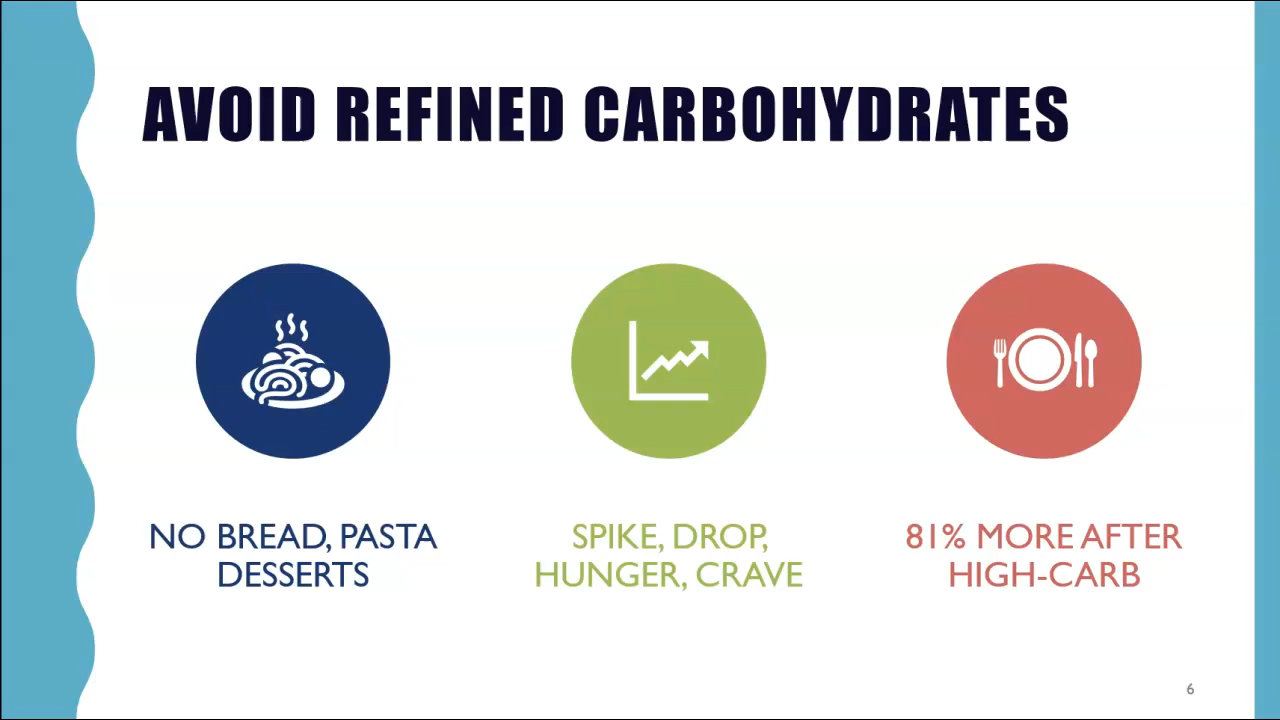 AVOID REFINED CARBOHYDRATES
NO BREAD, PASTA
DESSERTS
SPIKE, DROP,
HUNGER, CRAVE
81% MORE AFTER
HIGH-CARB
6